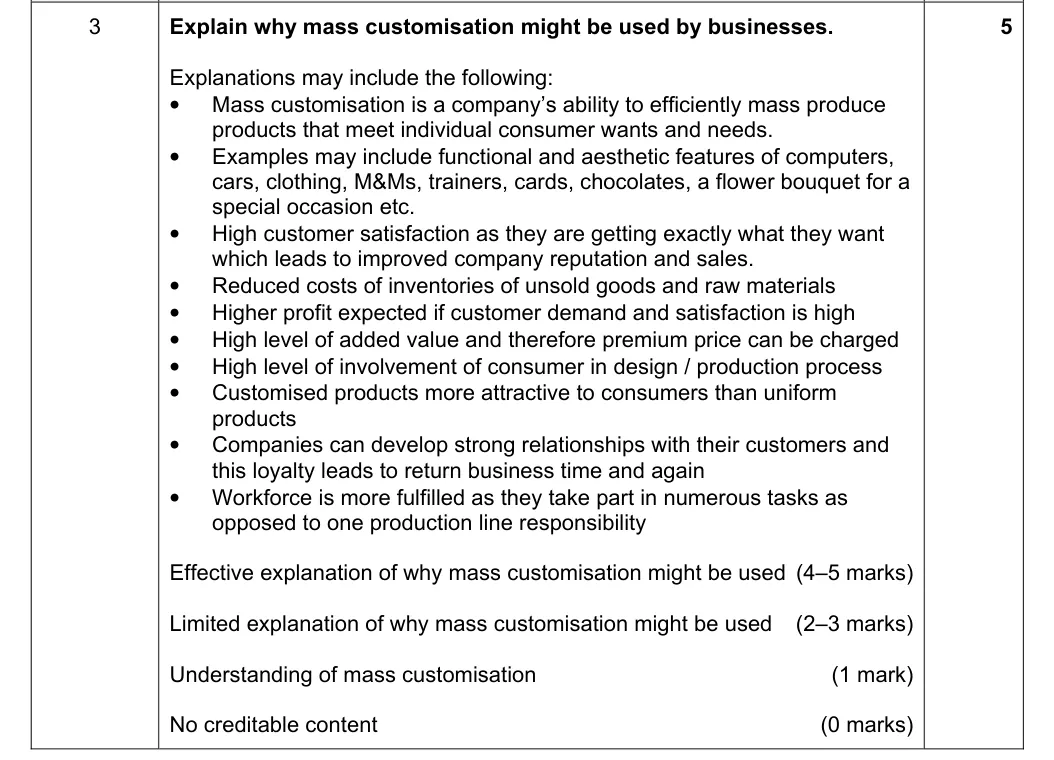 3 Explain why mass customisation might be used by businesses. 5
Explanations may include the following:
• Mass customisation is a company’s ability to efficiently mass produce
products that meet individual consumer wants and needs.
• Examples may include functional and aesthetic features of computers,
cars, clothing, M&Ms, trainers, cards, chocolates, a flower bouquet for a
special occasion etc.
• High customer satisfaction as they are getting exactly what they want
which leads to improved company reputation and sales.
• Reduced costs of inventories of unsold goods and raw materials
• Higher profit expected if customer demand and satisfaction is high
• High level of added value and therefore premium price can be charged
• High level of involvement of consumer in design / production process
• Customised products more attractive to consumers than uniform
products
• Companies can develop strong relationships with their customers and
this loyalty leads to return business time and again
• Workforce is more fulfilled as they take part in numerous tasks as
opposed to one production line responsibility
Effective explanation of why mass customisation might be used (4–5 marks)
Limited explanation of why mass customisation might be used (2–3 marks)
Understanding of mass customisation (1 mark)
No creditable content (0 marks)